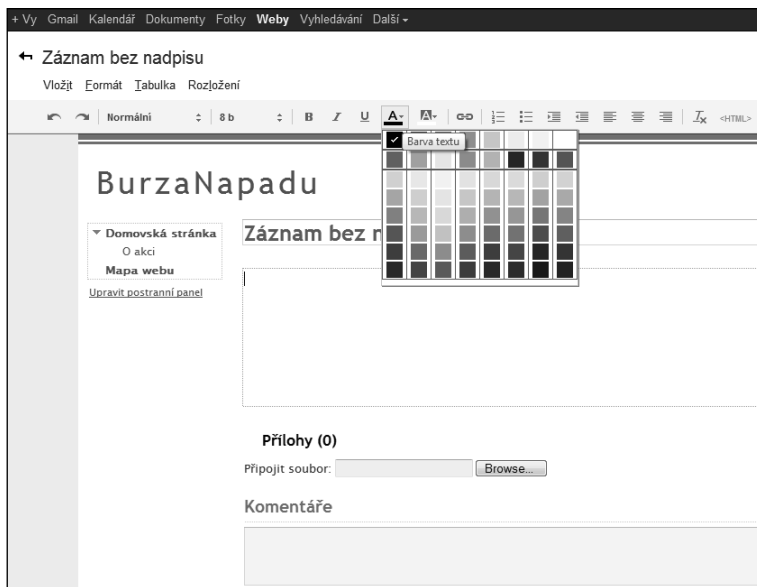 + Vy Gmail Kalendář Dokumenty Fotky Weby Vyhledávání Další
Záznam bez nadpisu
Vložit Formát Tabulka Rozložení
Normální 8 b B I U A A <HTML>
Barva textu
BurzaNapadu
Domovská stránka
O akci
Mapa webu
Upravit postranní panel
Záznam bez n
Přílohy (0)
Připojit soubor: Browse...
Komentáře